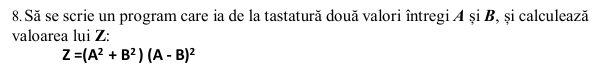 8. Să se scrie un program care ia de la tastatură două valori întregi A și B, și calculează
valoarea lui Z:
Z =(A² + B² ) (A - B)²